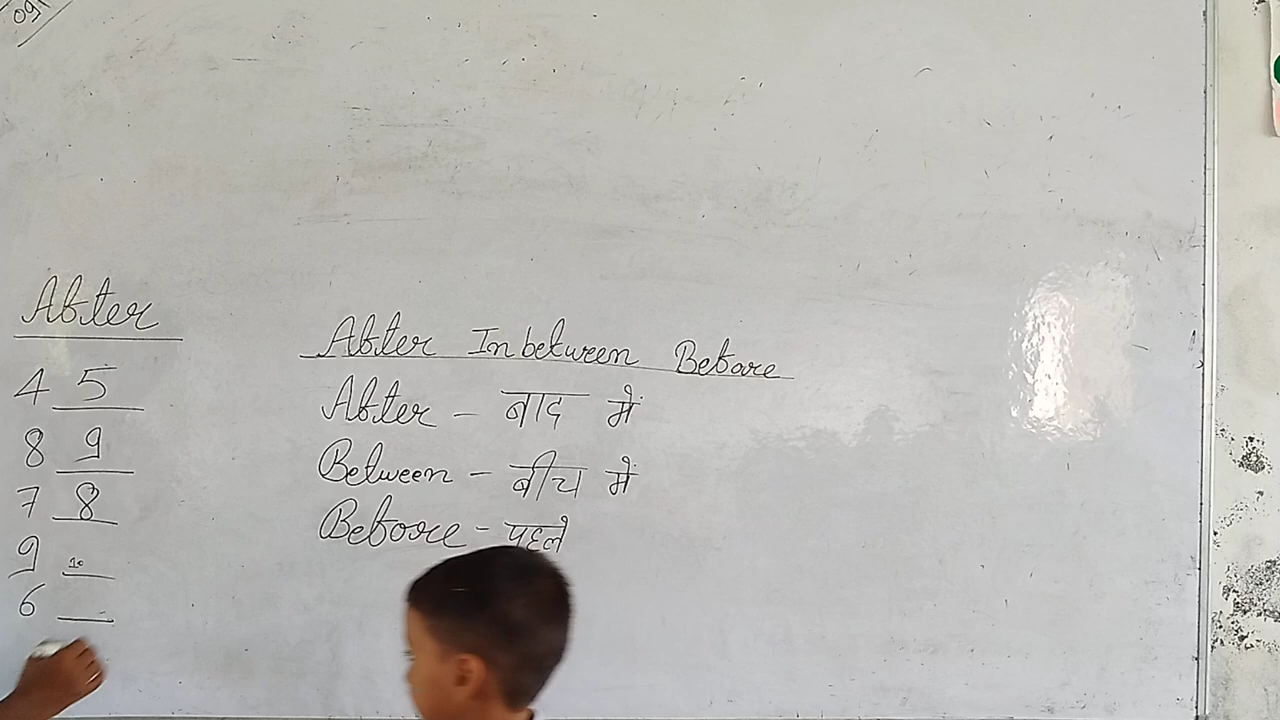 After
4 5
8 9
7 8
9 10
6
After Inbetween Before
After - बाद में
Between - बीच में
Before - पहले